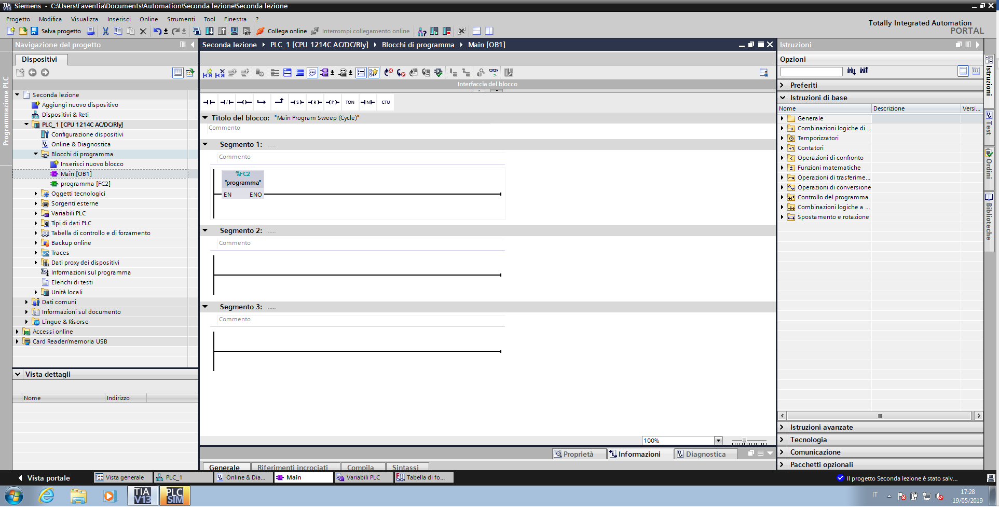 Siemens - C:\Users\Faventia\Documents\Automation\Seconda lezione\Seconda lezione
Progetto Modifica Visualizza Inserisci Online Strumenti Tool Finestra ?
Salva progetto Collega online Interrompi collegamento online
Totally Integrated Automation
PORTAL
Navigazione del progetto
Dispositivi
Programmazione PLC
Seconda lezione
Aggiungi nuovo dispositivo
Dispositivi & Reti
PLC_1 [CPU 1214C AC/DC/Rly]
Configurazione dispositivi
Online & Diagnostica
Blocchi di programma
Inserisci nuovo blocco
Main [OB1]
programma [FC2]
Oggetti tecnologici
Sorgenti esterne
Variabili PLC
Tipi di dati PLC
Tabella di controllo e di forzamento
Backup online
Traces
Dati proxy dei dispositivi
Informazioni sul programma
Elenchi di testi
Unità locali
Dati comuni
Informazioni sul documento
Lingue & Risorse
Accessi online
Card Reader/memoria USB
Vista dettagli
Nome Indirizzo
Seconda lezione PLC_1 [CPU 1214C AC/DC/Rly] Blocchi di programma Main [OB1]
Interfaccia del blocco
TON
CTU
Titolo del blocco: "Main Program Sweep (Cycle)"
Commento
Segmento 1: .....
Commento
%FC2
"programma"
EN ENO
Segmento 2: .....
Commento
Segmento 3: .....
Commento
100%
Proprietà Informazioni Diagnostica
Generale Riferimenti incrociati Compila Sintassi
Istruzioni
Opzioni
Preferiti
Istruzioni di base
Nome Descrizione Versi...
Generale
Combinazioni logiche di ...
Temporizzatori
Contatori
Operazioni di confronto
Funzioni matematiche
Operazioni di trasferime...
Operazioni di conversione
Controllo del programma
Combinazioni logiche a ...
Spostamento e rotazione
Istruzioni avanzate
Tecnologia
Comunicazione
Pacchetti opzionali
Istruzioni
Test
Ordini
Biblioteche
Vista portale Vista generale PLC_1 Online & Dia... Main Variabili PLC Tabella di fo...
Il progetto Seconda lezione è stato salv...
TIA V13
PLC SIM
IT
17:28
19/05/2019